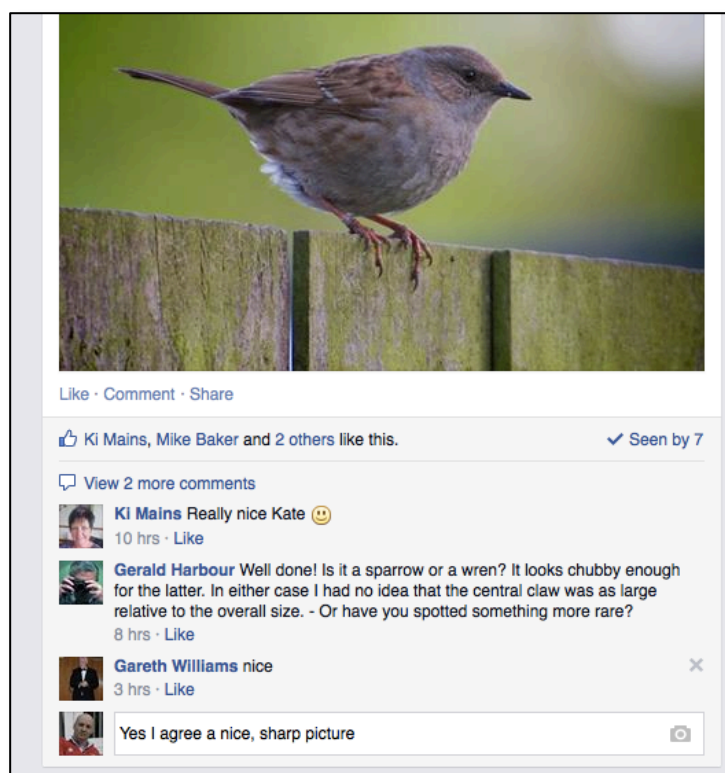 Like · Comment · Share
Ki Mains, Mike Baker and 2 others like this.
Seen by 7
View 2 more comments
Ki Mains Really nice Kate 🙂
10 hrs · Like
Gerald Harbour Well done! Is it a sparrow or a wren? It looks chubby enough
for the latter. In either case I had no idea that the central claw was as large
relative to the overall size. - Or have you spotted something more rare?
8 hrs · Like
Gareth Williams nice
3 hrs · Like
Yes I agree a nice, sharp picture